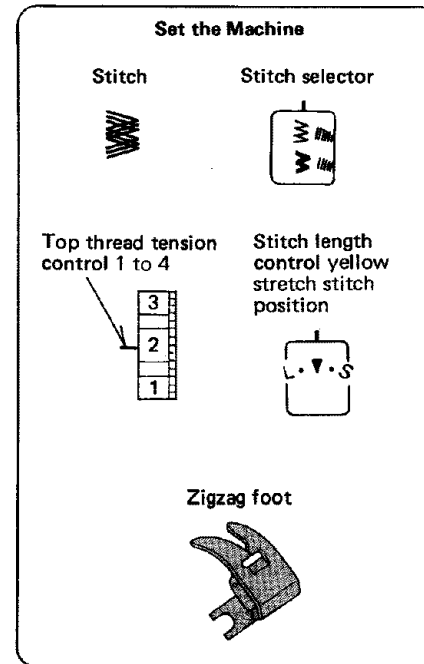 Set the Machine
Stitch
Stitch selector
Top thread tension
control 1 to 4
3
2
1
Stitch length
control yellow
stretch stitch
position
L S
Zigzag foot